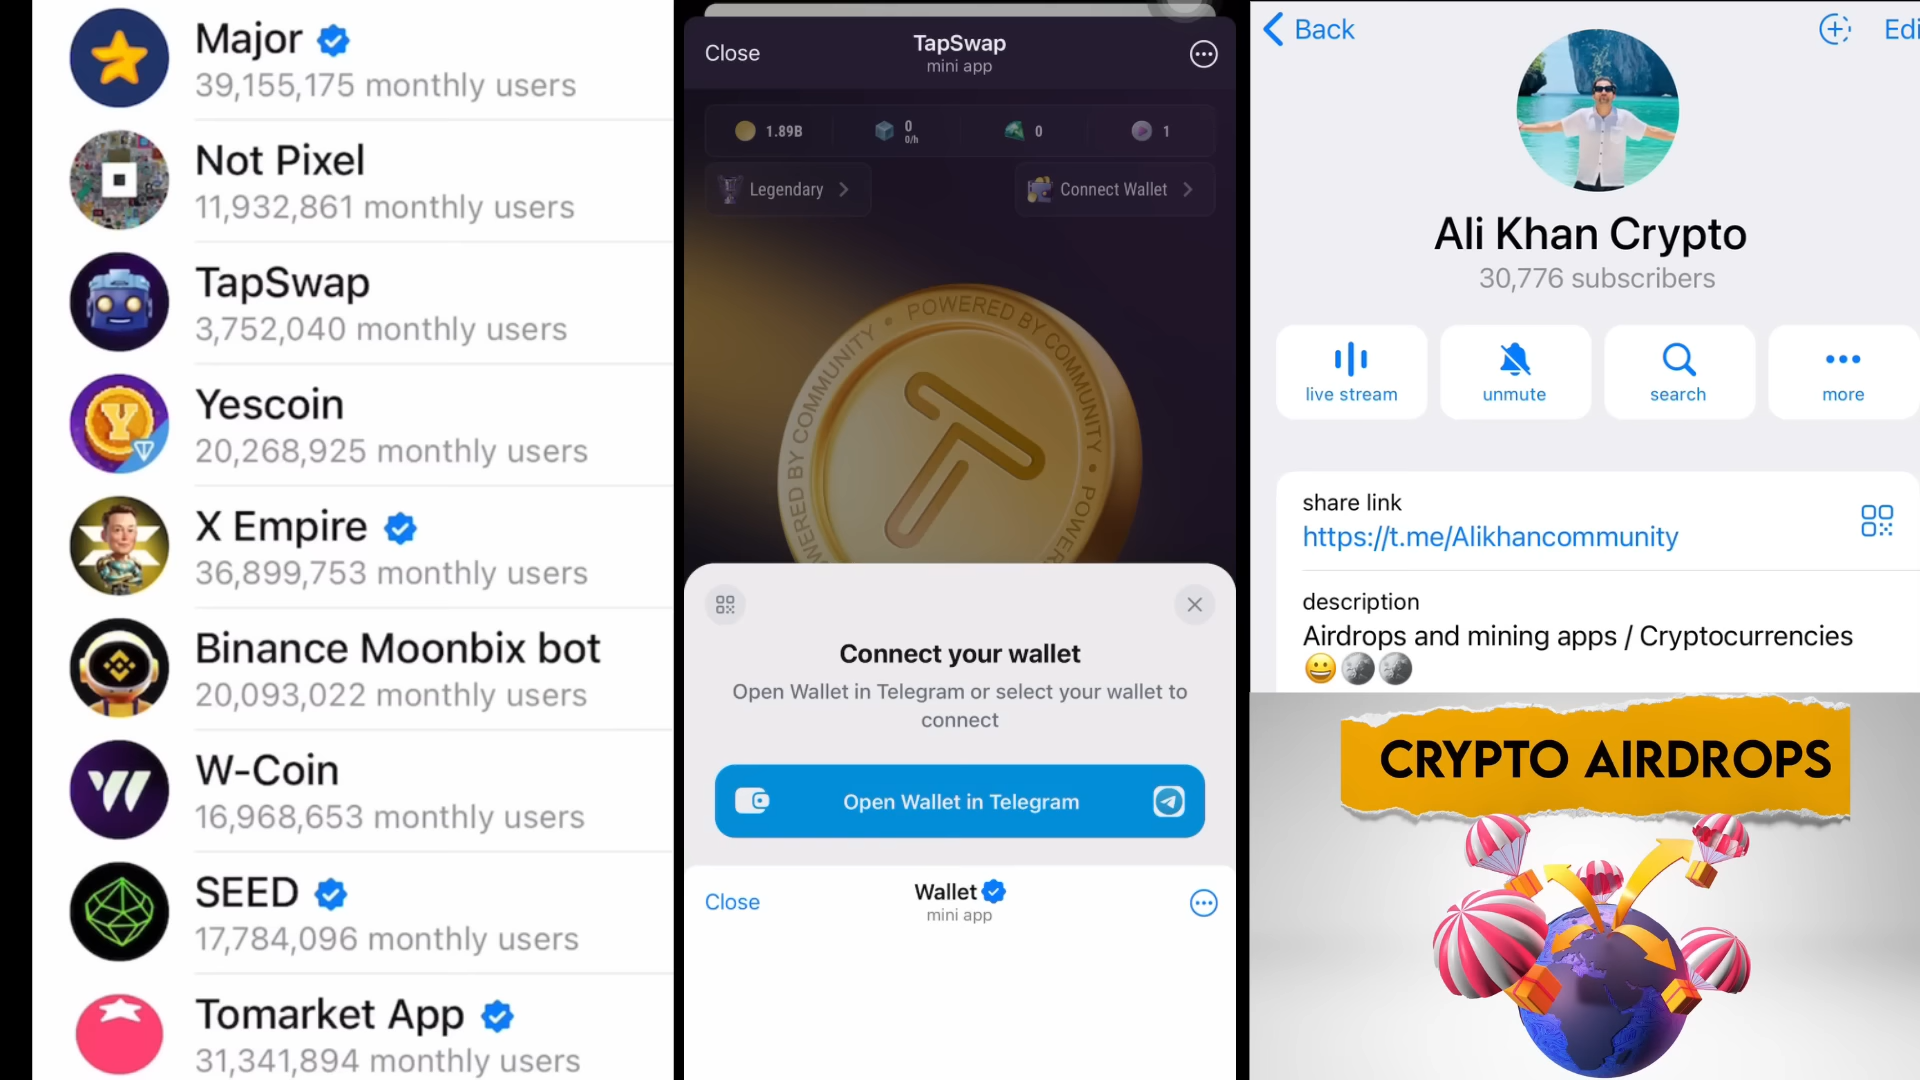 Major
39,155,175 monthly users
Not Pixel
11,932,861 monthly users
TapSwap
3,752,040 monthly users
Yescoin
20,268,925 monthly users
X Empire
36,899,753 monthly users
Binance Moonbix bot
20,093,022 monthly users
W-Coin
16,968,653 monthly users
SEED
17,784,096 monthly users
Tomarket App
31,341,894 monthly users
Close
TapSwap
mini app
1.89B
0
0/h
0
1
Legendary
Connect Wallet
POWERED BY COMMUNITY • POWERED BY COMMUNITY • POWE
Connect your wallet
Open Wallet in Telegram or select your wallet to
connect
Open Wallet in Telegram
Close
Wallet
mini app
Back
Edi
Ali Khan Crypto
30,776 subscribers
live stream
unmute
search
more
share link
https://t.me/Alikhancommunity
description
Airdrops and mining apps / Cryptocurrencies
😀🌚🌚
CRYPTO AIRDROPS